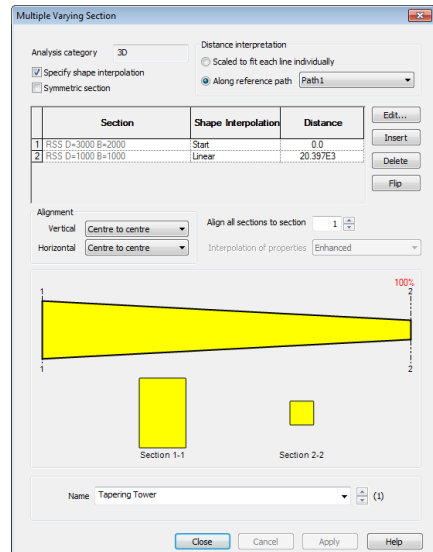 Multiple Varying Section
Analysis category 3D
Specify shape interpolation
Symmetric section
Distance interpretation
Scaled to fit each line individually
Along reference path Path1
Section Shape Interpolation Distance
1 RSS D=3000 B=2000 Start 0.0
2 RSS D=1000 B=1000 Linear 20.397E3
Edit...
Insert
Delete
Flip
Alignment
Vertical Centre to centre
Horizontal Centre to centre
Align all sections to section 1
Interpolation of properties Enhanced
100%
1 2
1 2
Section 1-1 Section 2-2
Name Tapering Tower (1)
Close Cancel Apply Help